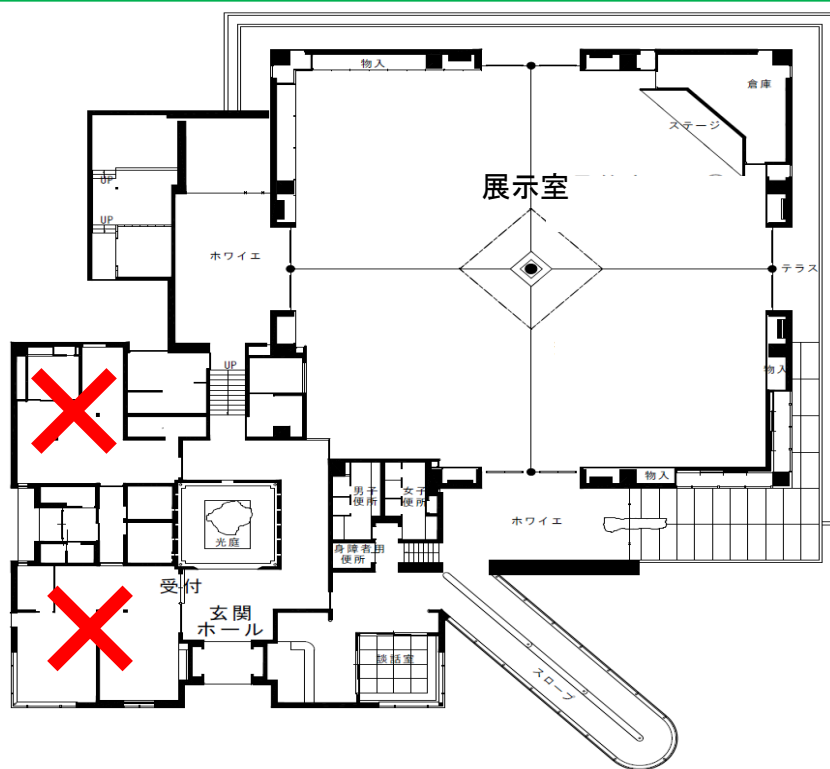 物入
倉庫
ステージ
展示室
UP
UP
ホワイエ
テラス
UP
物入
物入
男子
便所
女子
便所
ホワイエ
光庭
身障者用
便所
受付
玄関
ホール
談話室
スロープ